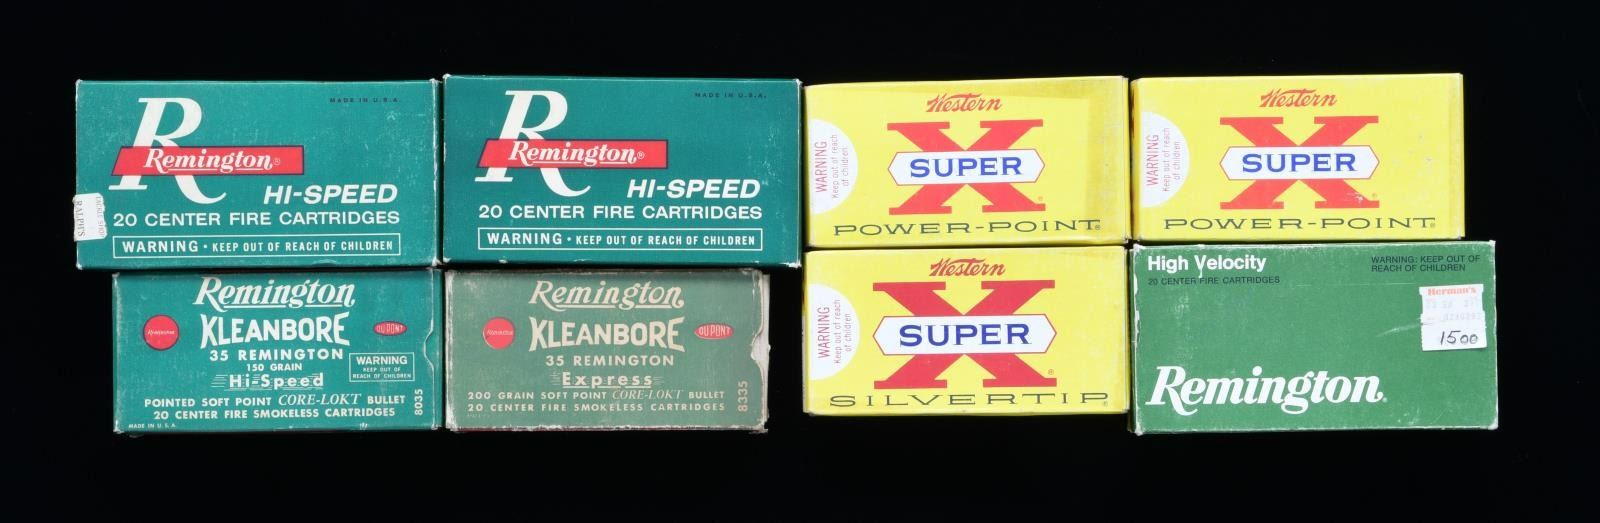 MADE IN U.S.A.
R
Remington®
HI-SPEED
20 CENTER FIRE CARTRIDGES
WARNING • KEEP OUT OF REACH OF CHILDREN
RALPH'S
MADE IN U.S.A.
R
Remington®
HI-SPEED
20 CENTER FIRE CARTRIDGES
WARNING • KEEP OUT OF REACH OF CHILDREN
Western
X
SUPER
POWER-POINT®
WARNING
Keep out of reach
of children
Western
X
SUPER
POWER-POINT®
WARNING
Keep out of reach
of children
Remington
KLEANBORE
DU PONT
35 REMINGTON
150 GRAIN
Hi-Speed
WARNING
KEEP OUT OF
REACH OF CHILDREN
POINTED SOFT POINT CORE-LOKT BULLET
20 CENTER FIRE SMOKELESS CARTRIDGES
MADE IN U.S.A.
8035
Remington
KLEANBORE
DU PONT
35 REMINGTON
Express
200 GRAIN SOFT POINT CORE-LOKT BULLET
20 CENTER FIRE SMOKELESS CARTRIDGES
8335
Western
X
SUPER
SILVERTIP®
WARNING
Keep out of reach
of children
High Velocity
20 CENTER FIRE CARTRIDGES
WARNING: KEEP OUT OF
REACH OF CHILDREN
Herman's
1500
Remington®